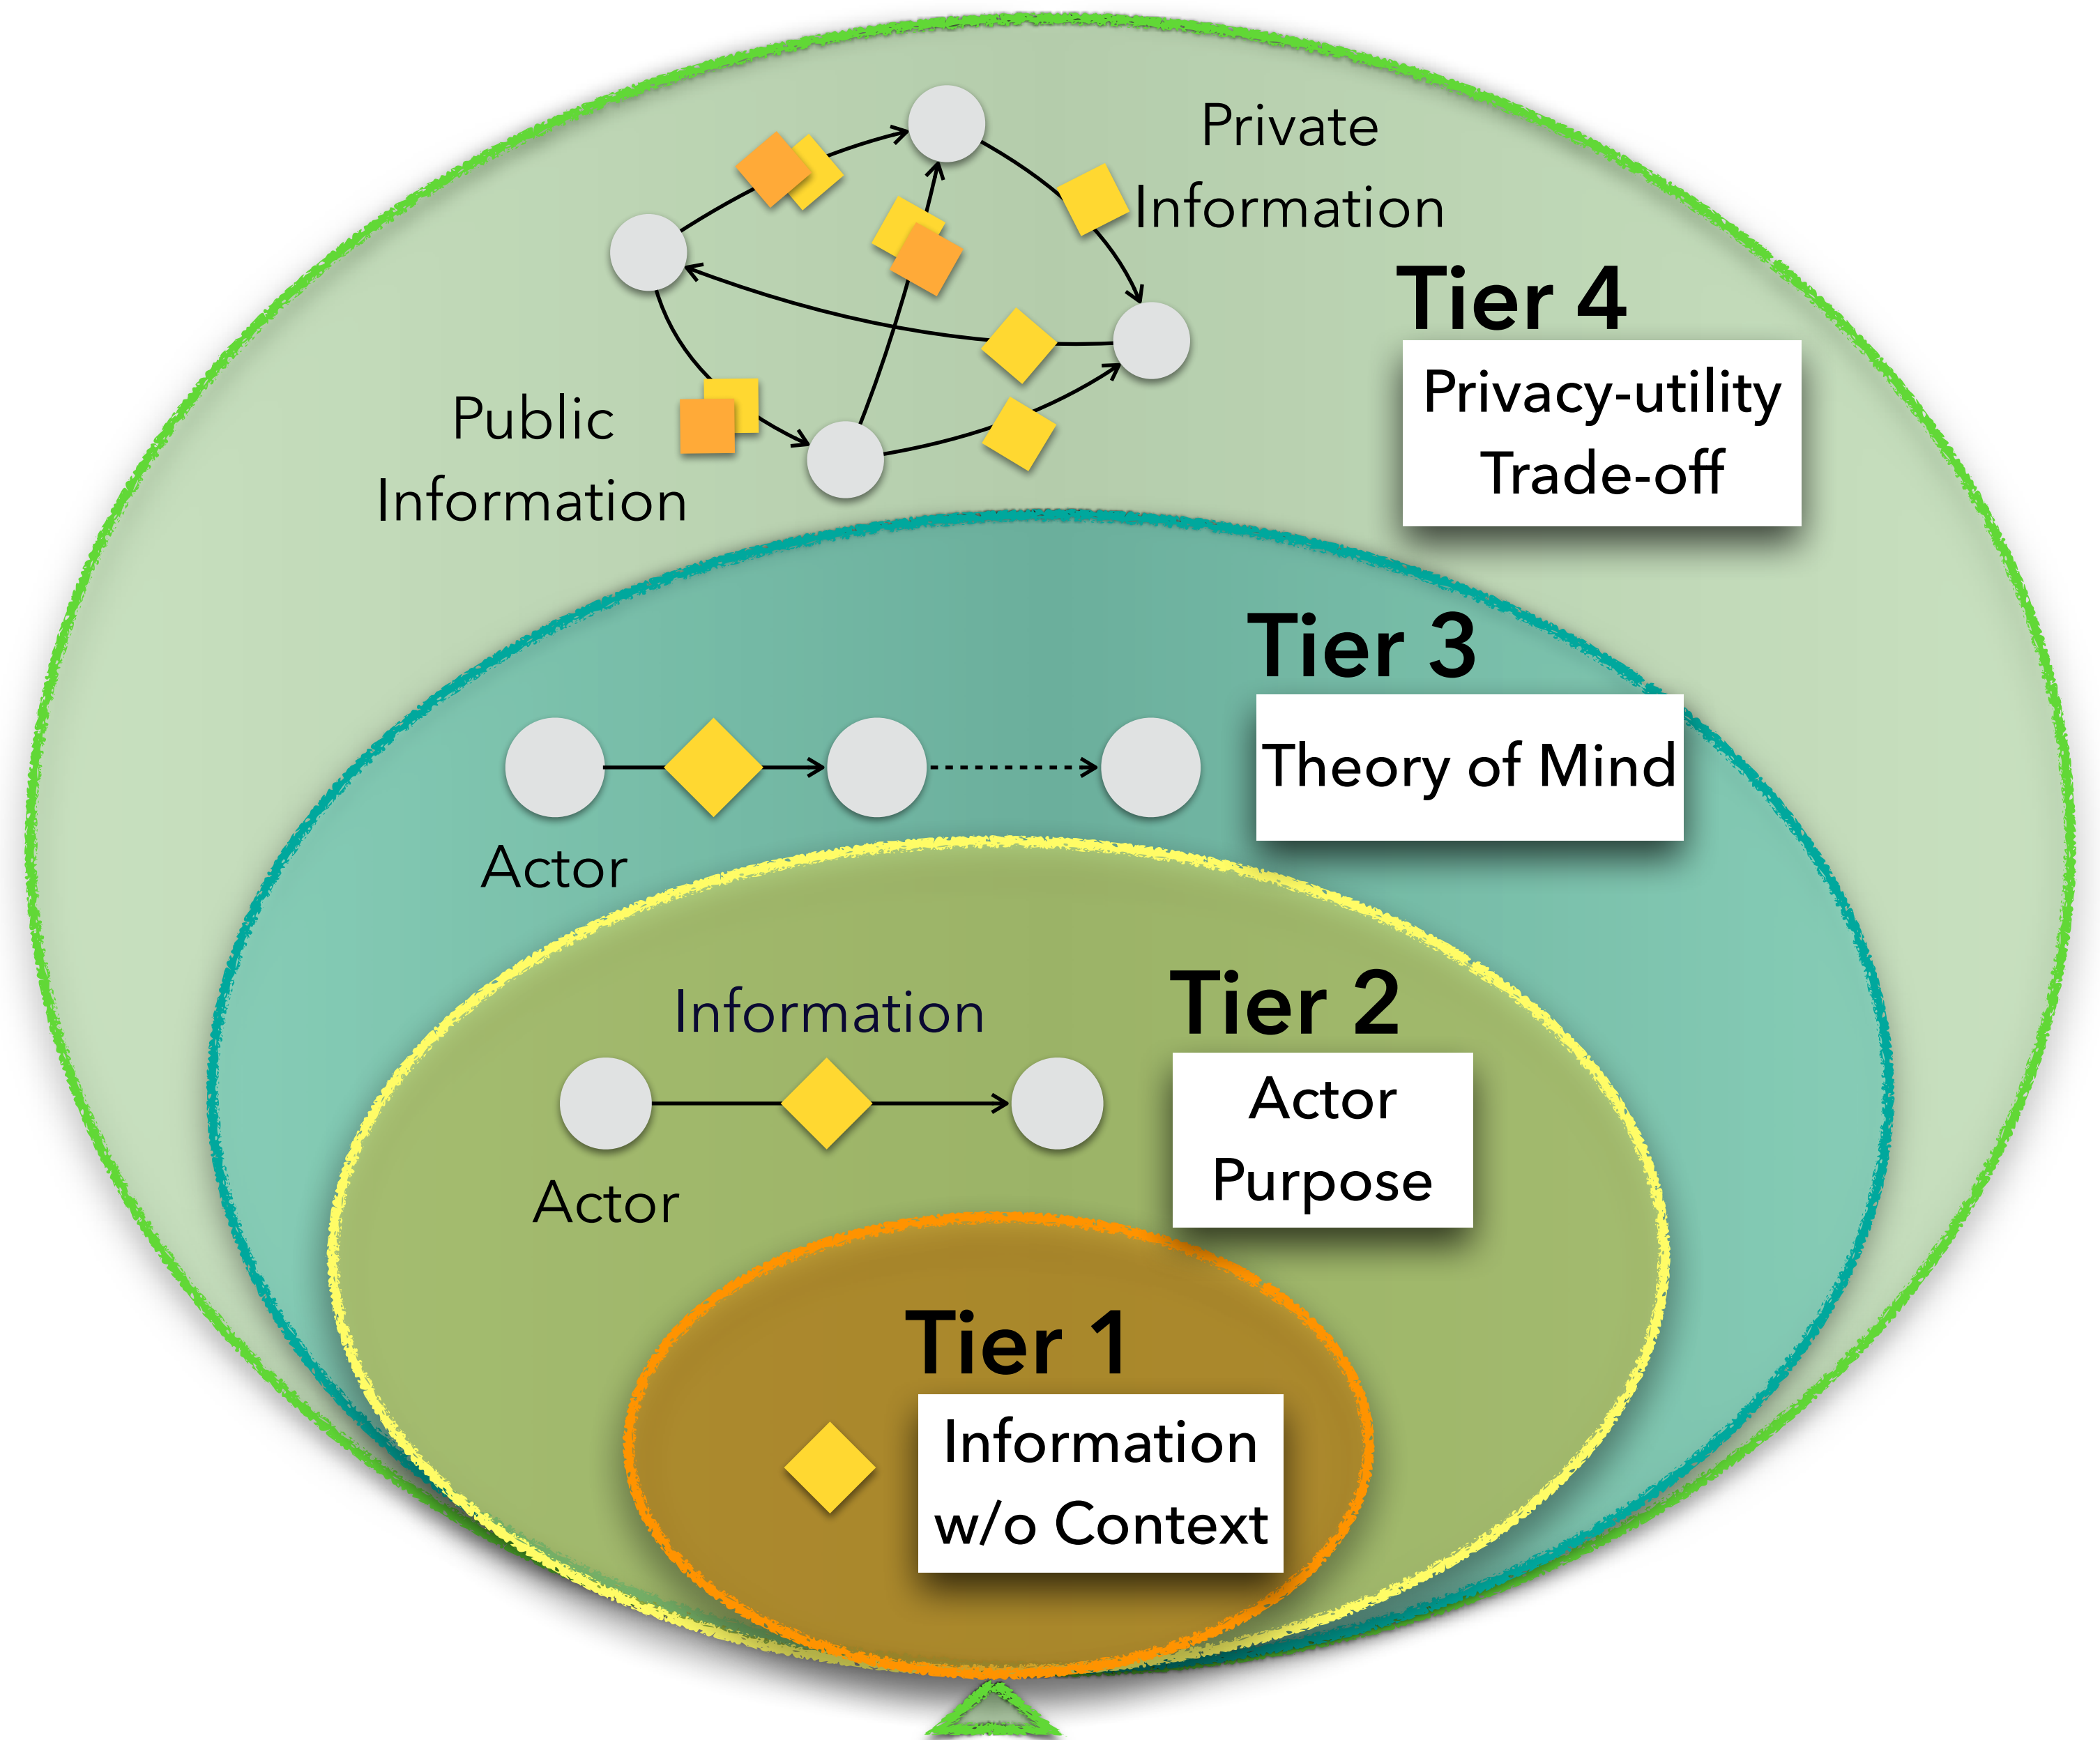 Private
Information
Tier 4
Privacy-utility
Trade-off
Public
Information
Tier 3
Theory of Mind
Actor
Information
Tier 2
Actor
Purpose
Actor
Tier 1
Information
w/o Context